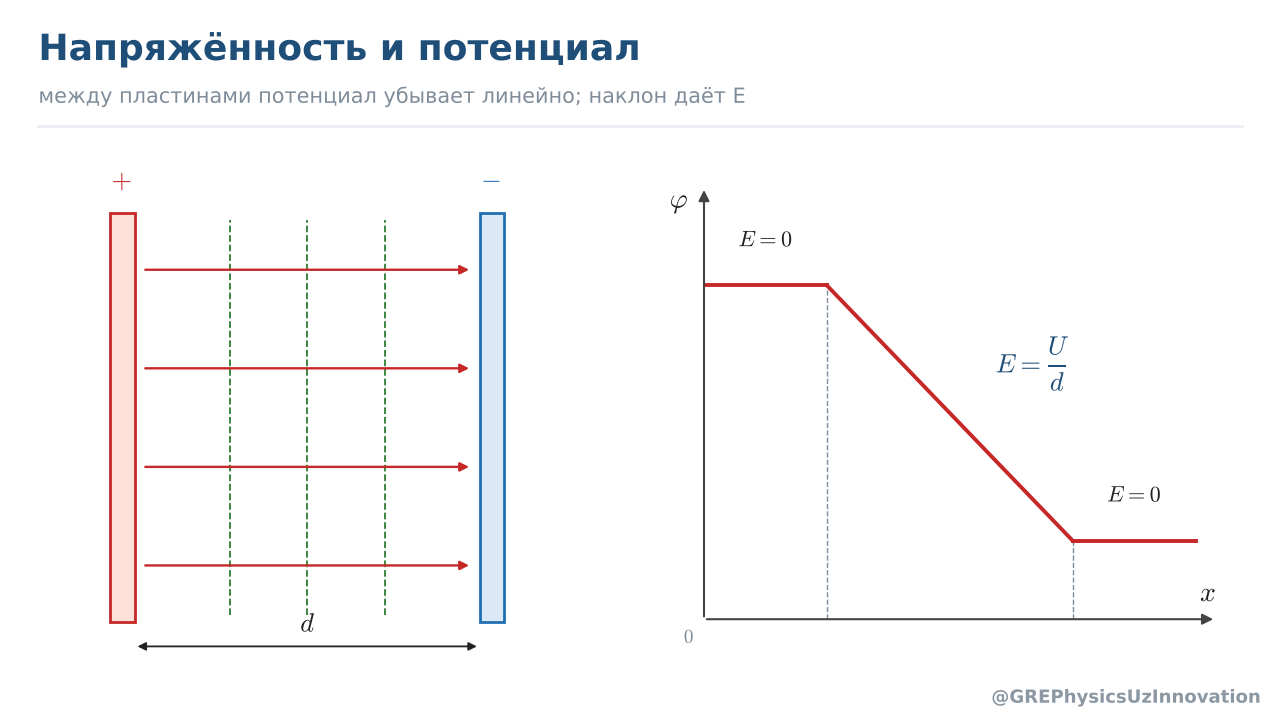 Напряжённость и потенциал
между пластинами потенциал убывает линейно; наклон даёт E
+
−
d
φ
E = 0
E = U/d
E = 0
x
0
@GREPhysicsUzInnovation